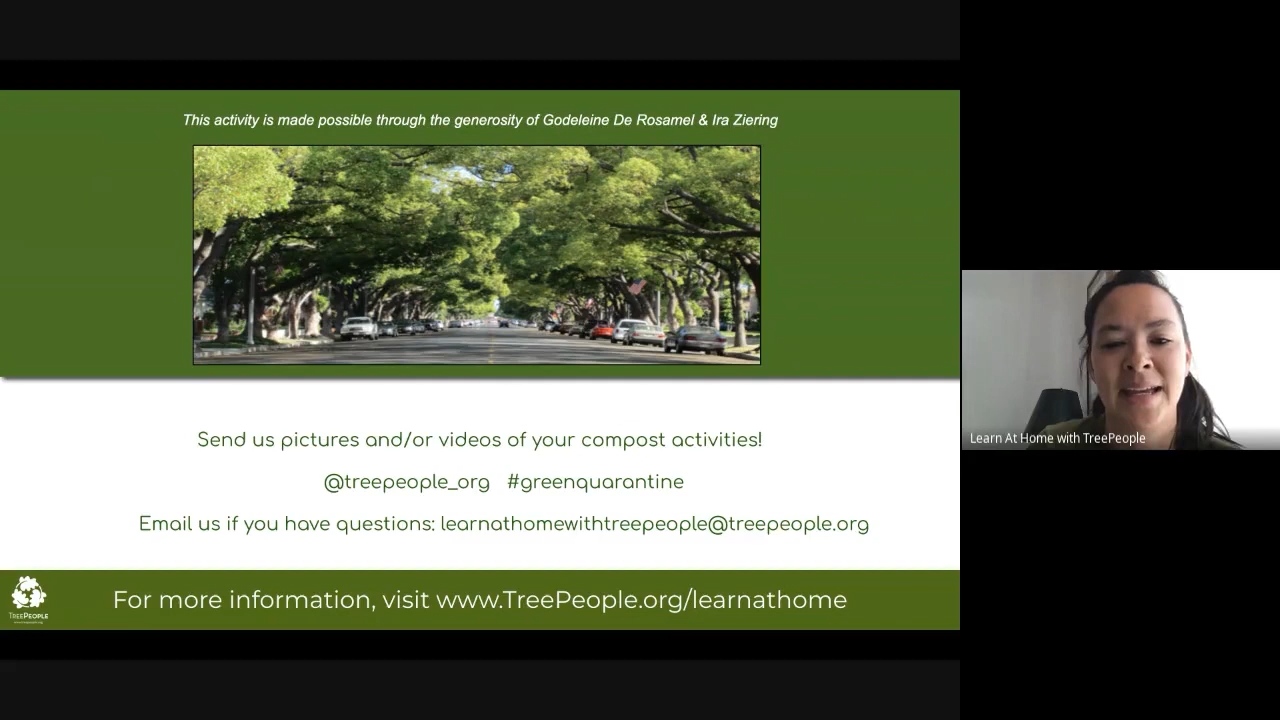 This activity is made possible through the generosity of Godeleine De Rosamel & Ira Ziering
Send us pictures and/or videos of your compost activities!
@treepeople_org #greenquarantine
Email us if you have questions: learnathomewithtreepeople@treepeople.org
For more information, visit www.TreePeople.org/learnathome
TREEPEOPLE
Learn At Home with TreePeople